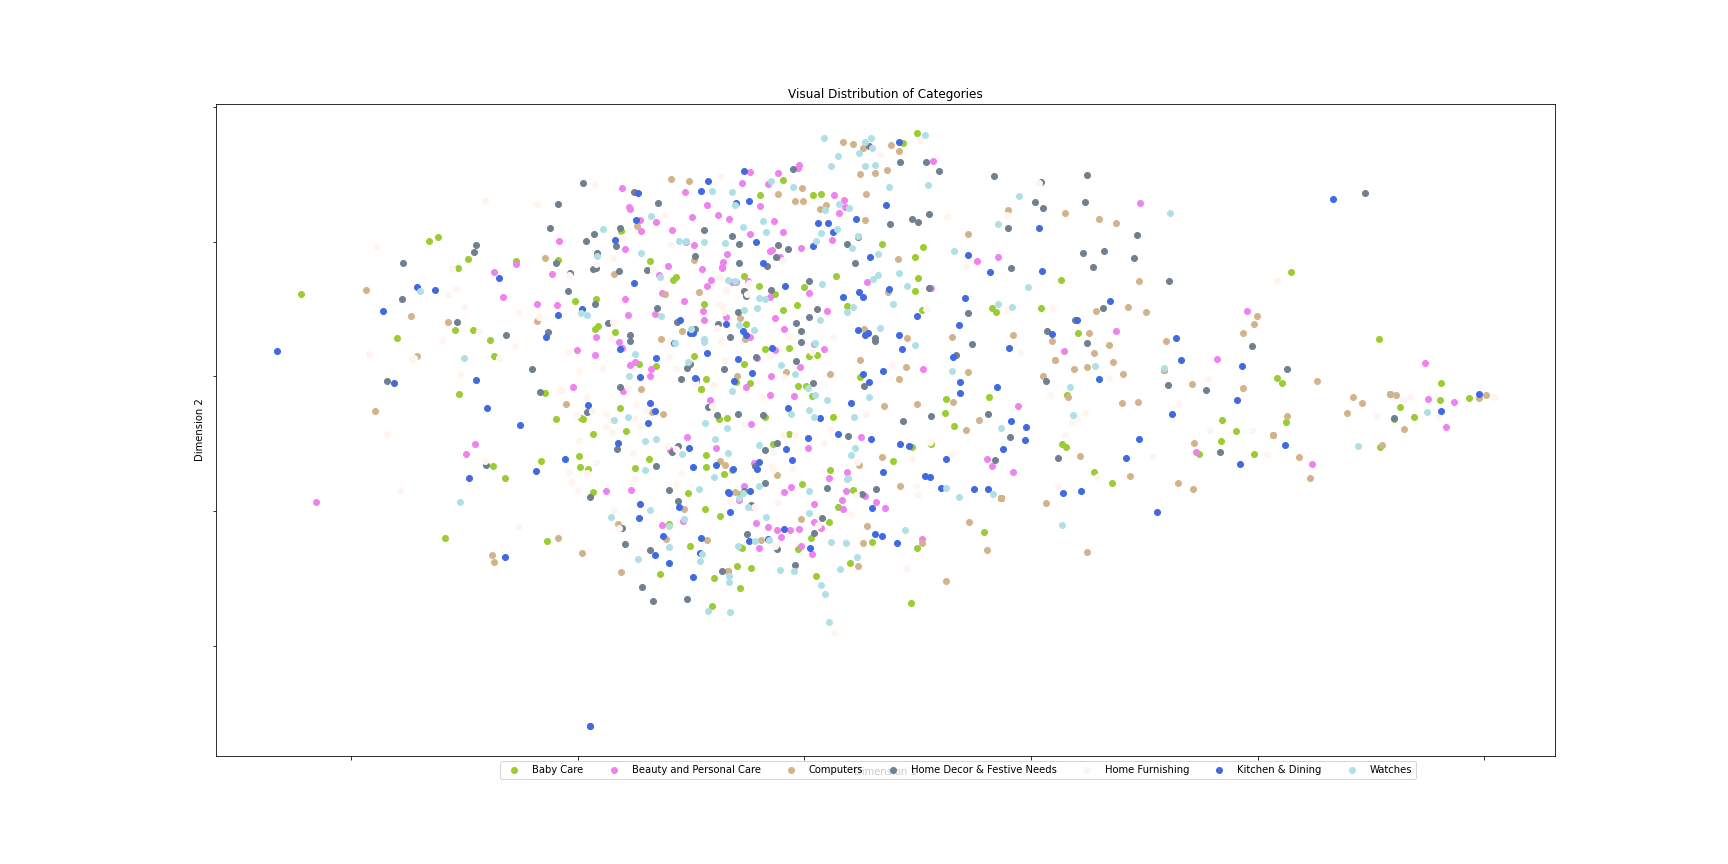 Visual Distribution of Categories
Dimension 2
Baby Care Beauty and Personal Care Computers Home Decor & Festive Needs Home Furnishing Kitchen & Dining Watches